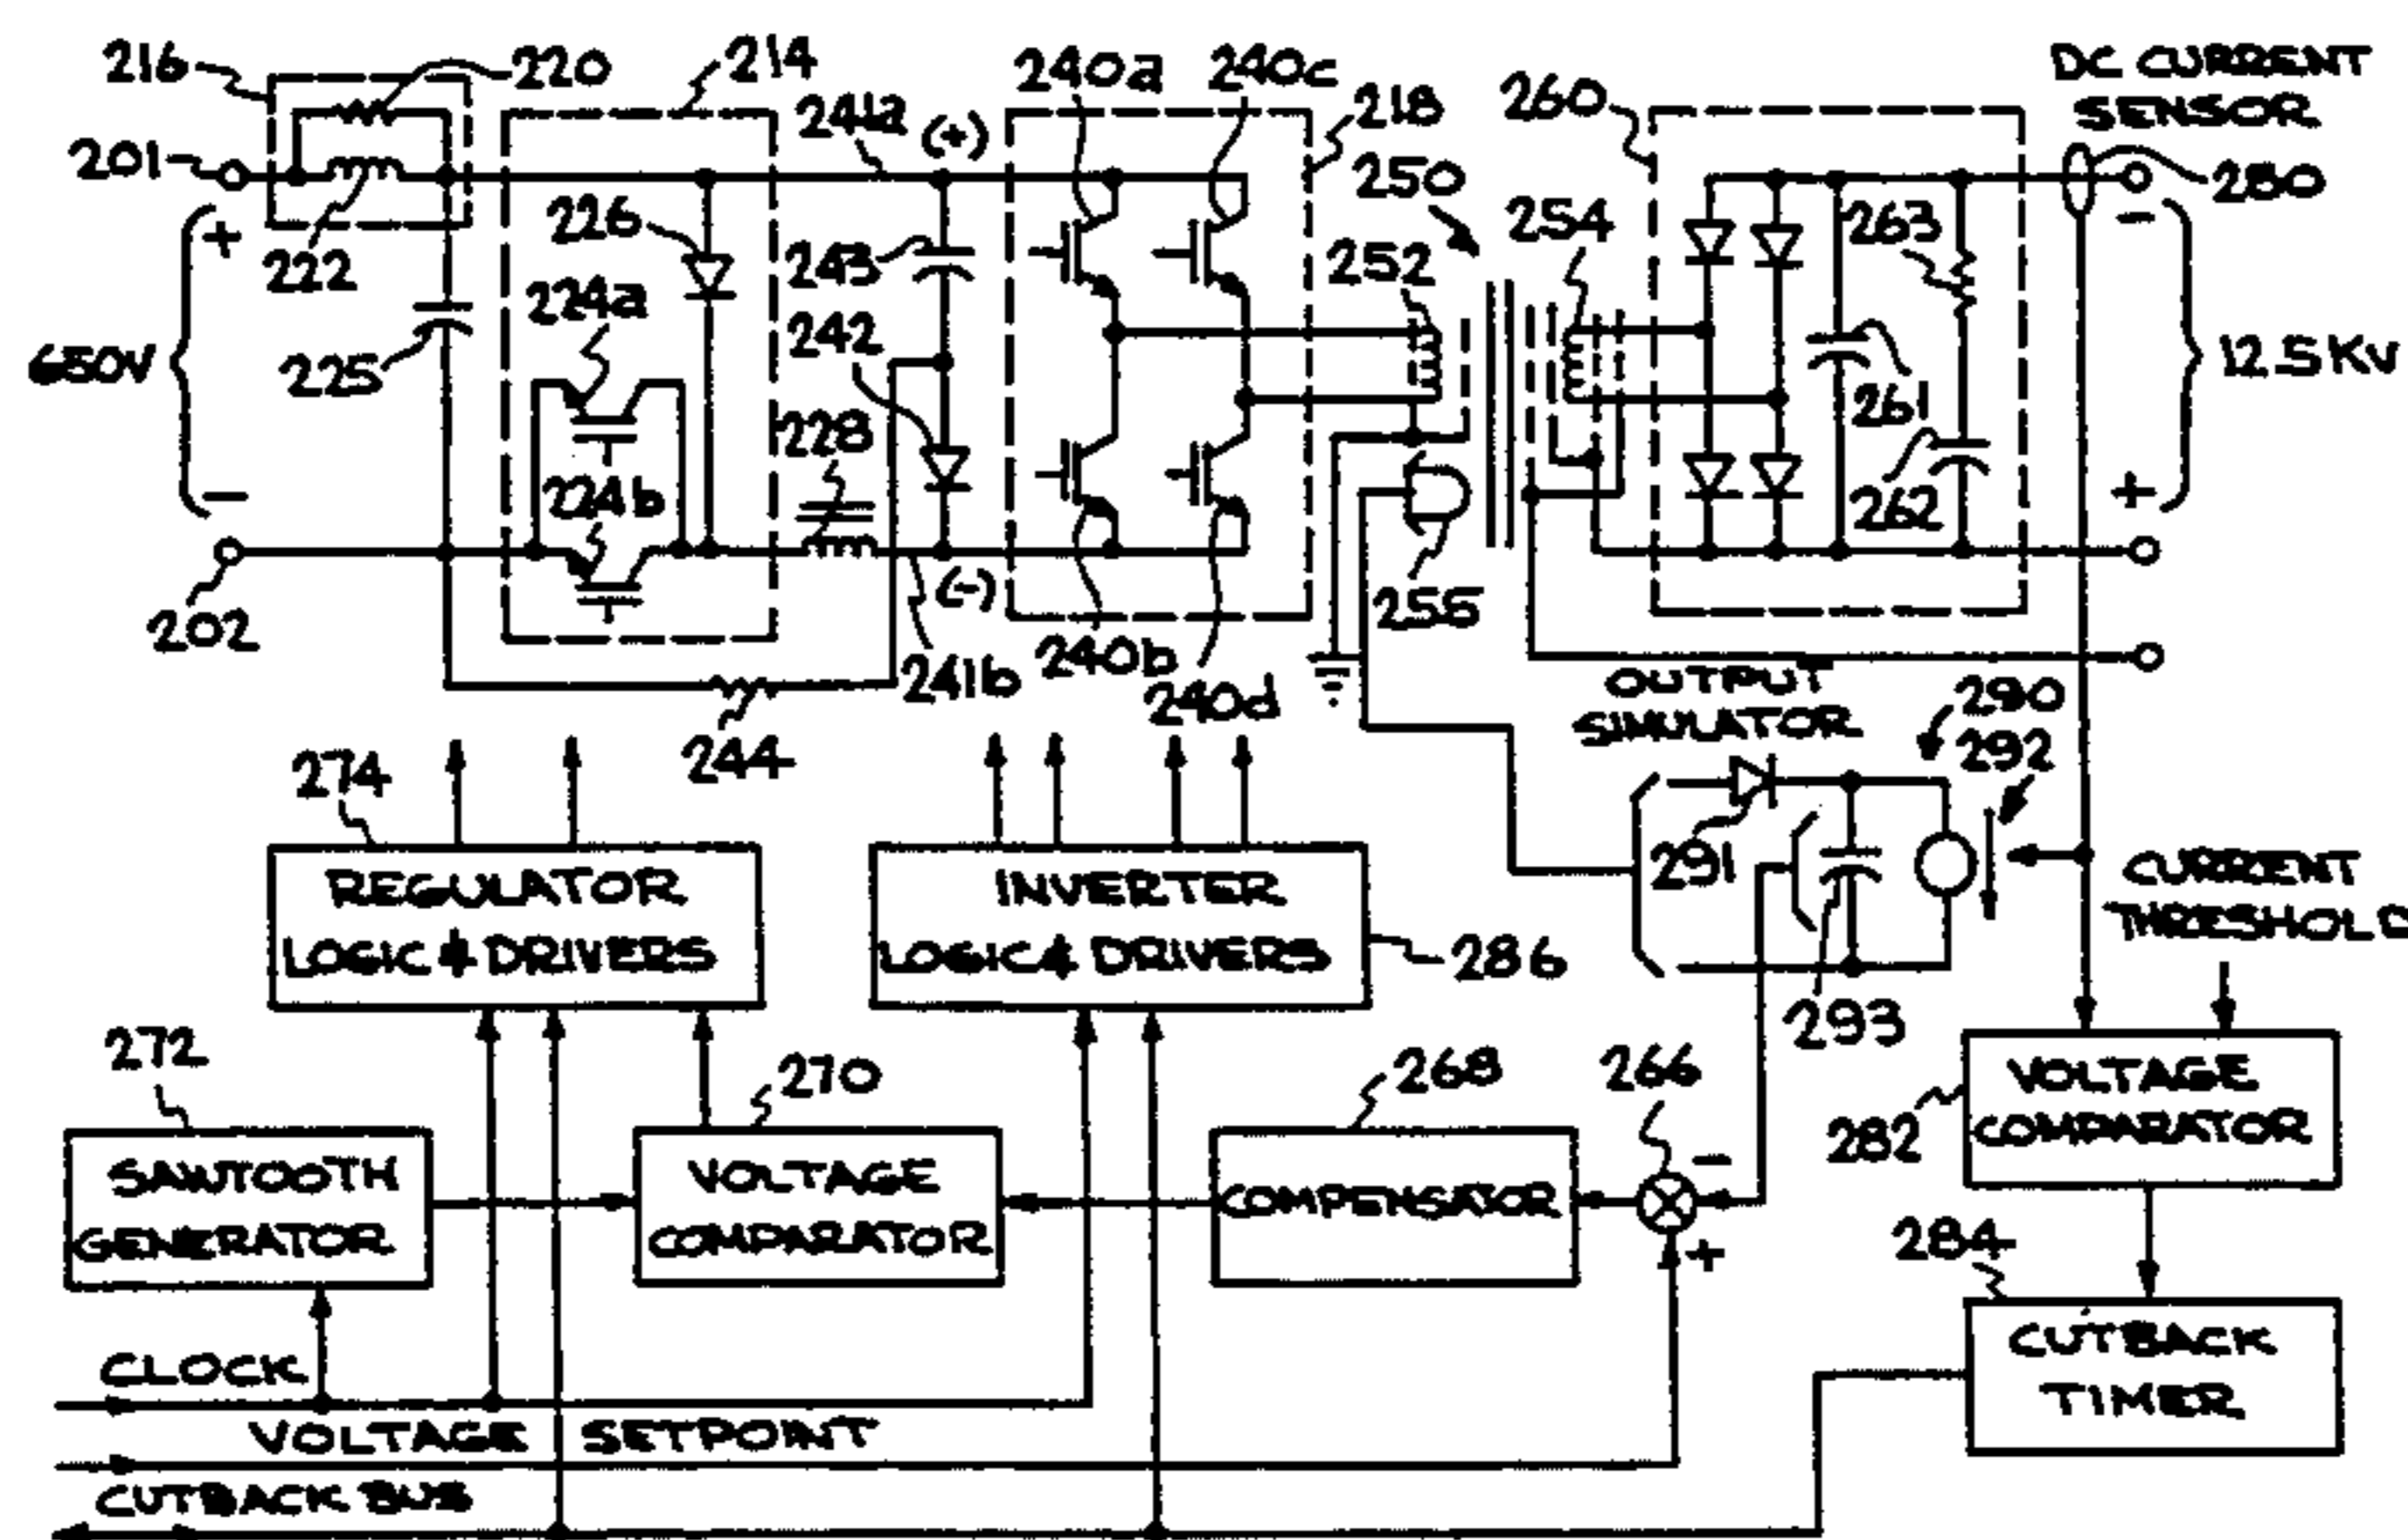 216
220
214
240a
240c
DC CURRENT
SENSOR
241a
(+)
218
260
201
250
280
+
226
254
263
-
222
243
252
224a
242
650V
225
12.5KV
228
261
224b
262
+
-
255
(-)
202
241b
240b
240d
OUTPUT
SIMULATOR
290
292
244
274
291
CURRENT
THRESHOLD
REGULATOR
LOGIC & DRIVERS
INVERTER
LOGIC & DRIVERS
286
293
272
270
268
266
VOLTAGE
COMPARATOR
282
SAWTOOTH
GENERATOR
VOLTAGE
COMPARATOR
COMPENSATOR
-
+
284
CLOCK
CUTBACK
TIMER
VOLTAGE SETPOINT
CUTBACK BUS